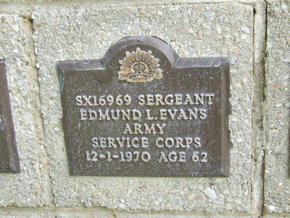 SX16969 SERGEANT
EDMUND L. EVANS
ARMY
SERVICE CORPS
12·1·1970 AGE 62